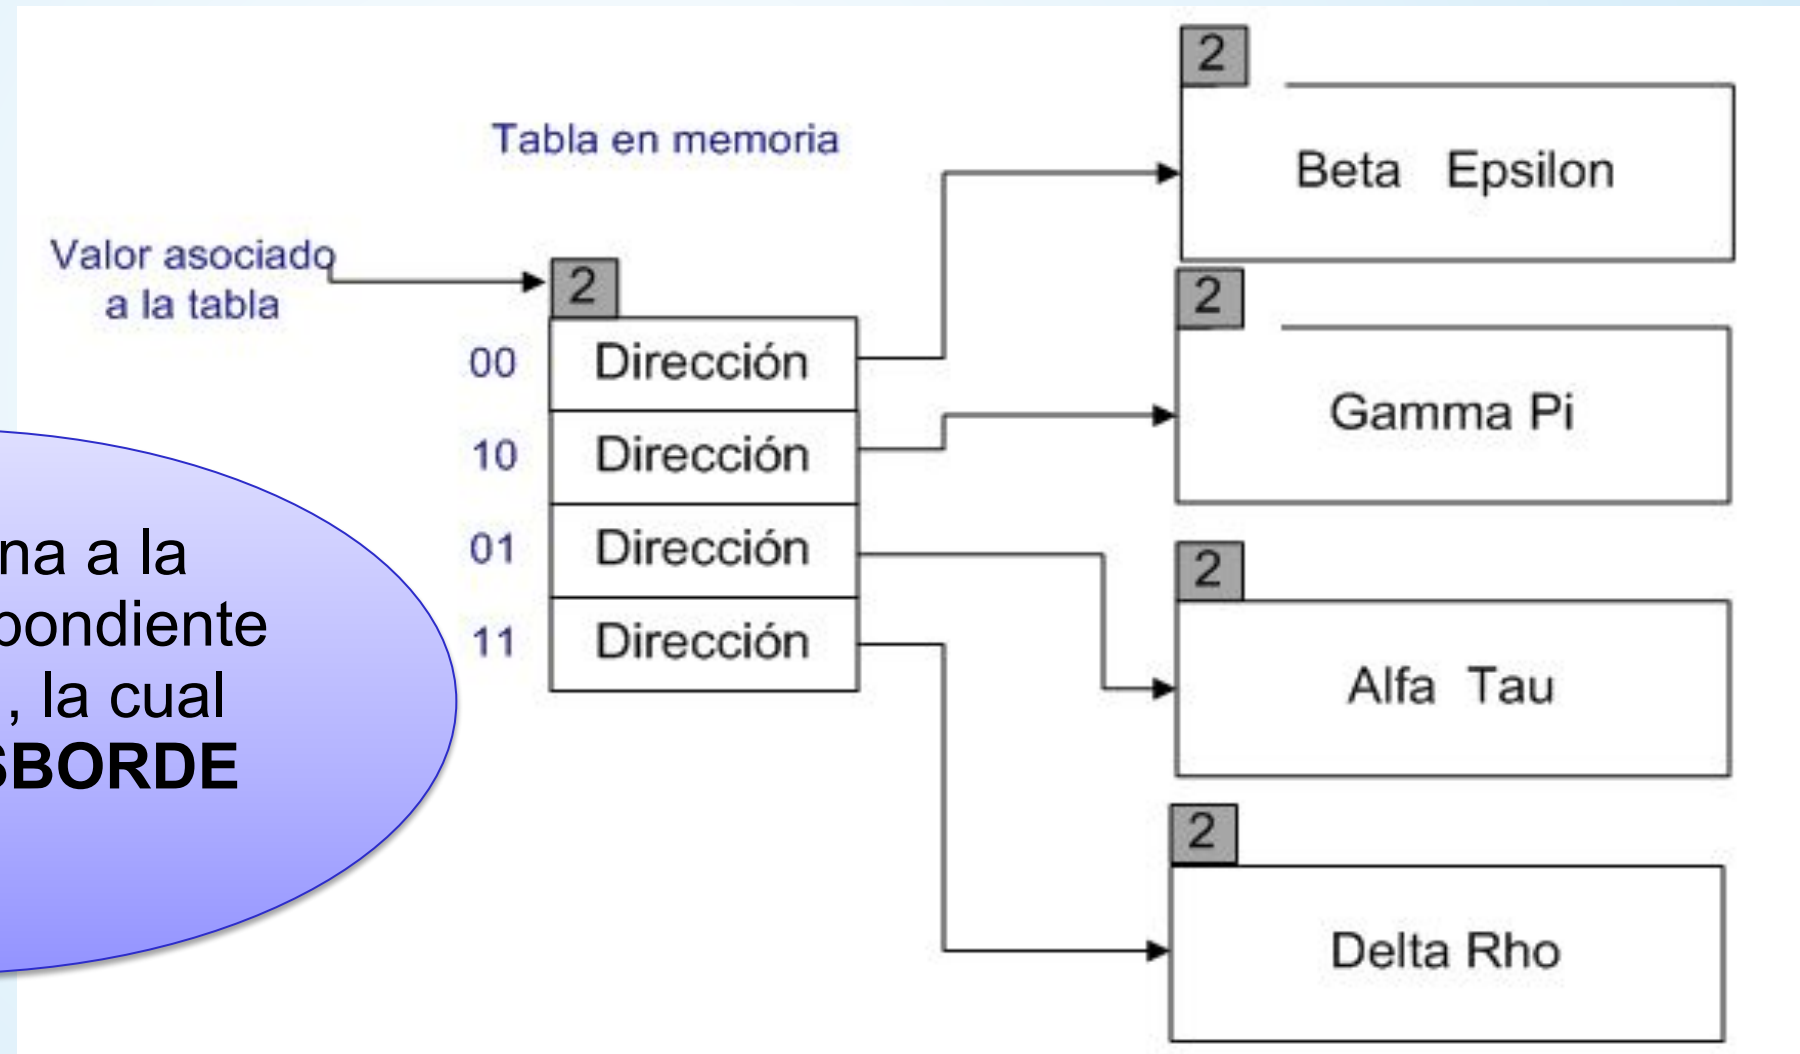 Tabla en memoria
Valor asociado
a la tabla
2
00 Dirección
10 Dirección
01 Dirección
11 Dirección
2
Beta Epsilon
2
Gamma Pi
2
Alfa Tau
2
Delta Rho
na a la
pondiente
, la cual
SBORDE